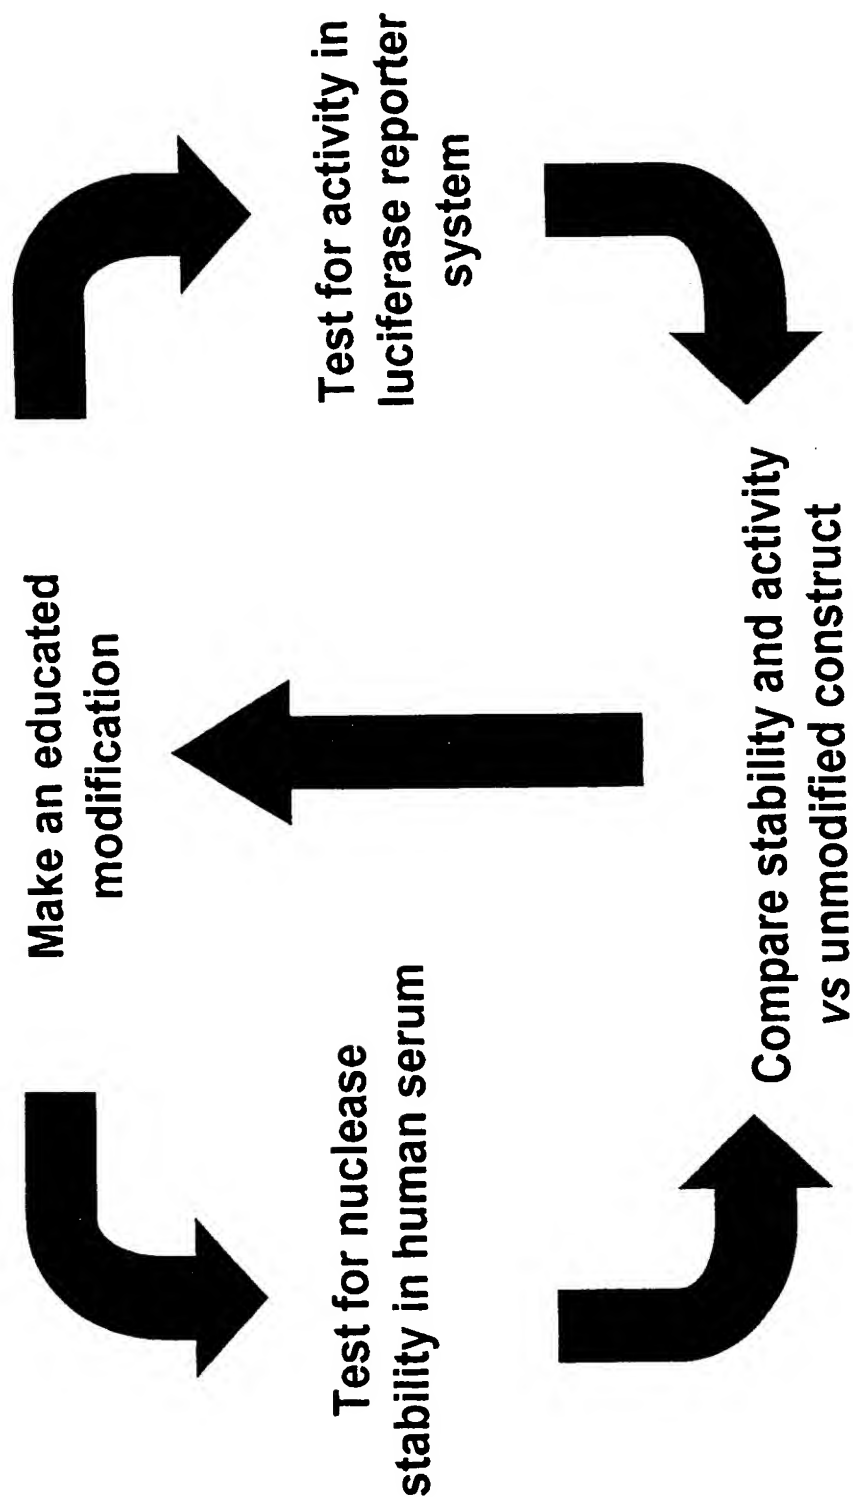 Make an educated
modification
Test for nuclease
stability in human serum
Test for activity in
luciferase reporter
system
Compare stability and activity
vs unmodified construct